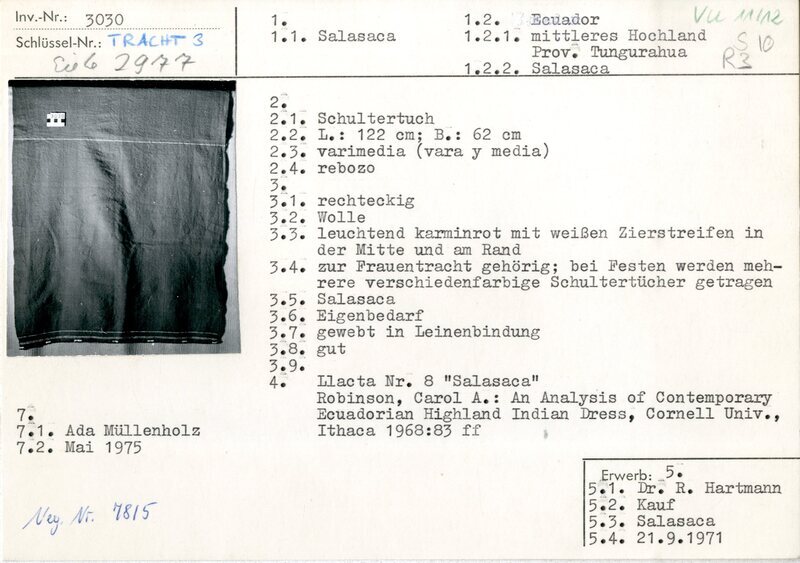 Inv.-Nr.: 3030
Schlüssel-Nr.: TRACHT 3
2977
1.
1.1. Salasaca
1.2. Ecuador
1.2.1. mittleres Hochland
Prov. Tungurahua
1.2.2. Salasaca
VU 11/12
S 10
R3
2.
2.1. Schultertuch
2.2. L.: 122 cm; B.: 62 cm
2.3. varimedia (vara y media)
2.4. rebozo
3.
3.1. rechteckig
3.2. Wolle
3.3. leuchtend karminrot mit weißen Zierstreifen in
der Mitte und am Rand
3.4. zur Frauentracht gehörig; bei Festen werden meh-
rere verschiedenfarbige Schultertücher getragen
3.5. Salasaca
3.6. Eigenbedarf
3.7. gewebt in Leinenbindung
3.8. gut
3.9.
4. Llacta Nr. 8 "Salasaca"
Robinson, Carol A.: An Analysis of Contemporary
Ecuadorian Highland Indian Dress, Cornell Univ.,
Ithaca 1968:83 ff
7.
7.1. Ada Müllenholz
7.2. Mai 1975
Neg. Nr. 7815
Erwerb: 5.
5.1. Dr. R. Hartmann
5.2. Kauf
5.3. Salasaca
5.4. 21.9.1971